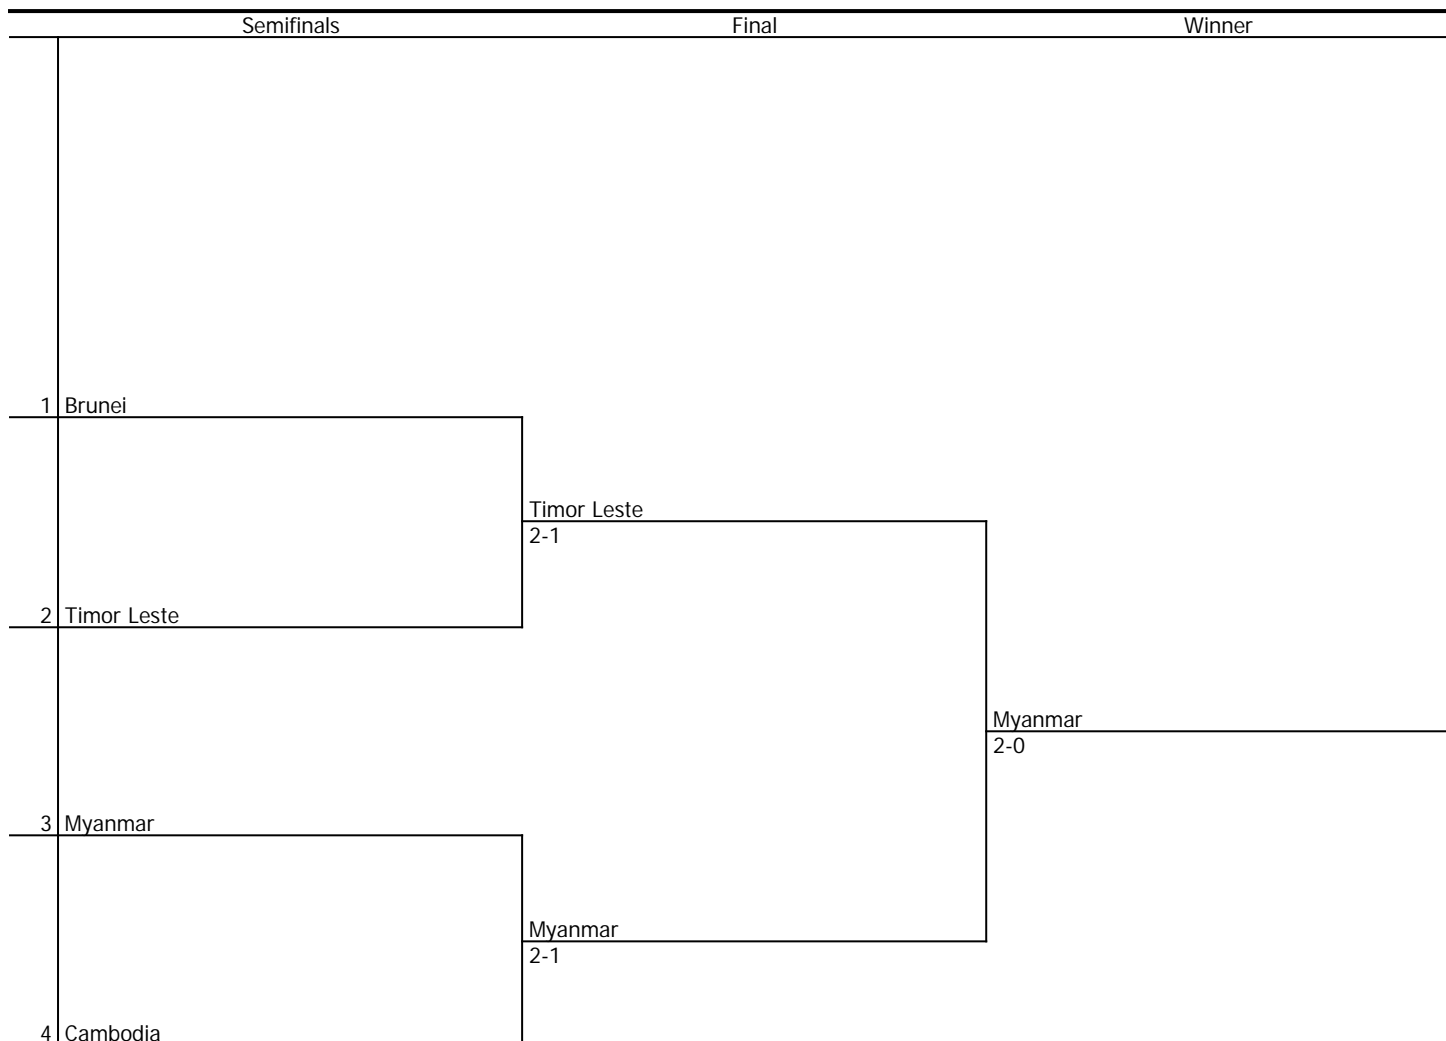 Semifinals Final Winner
1 Brunei
Timor Leste
2-1
2 Timor Leste
Myanmar
2-0
3 Myanmar
Myanmar
2-1
4 Cambodia